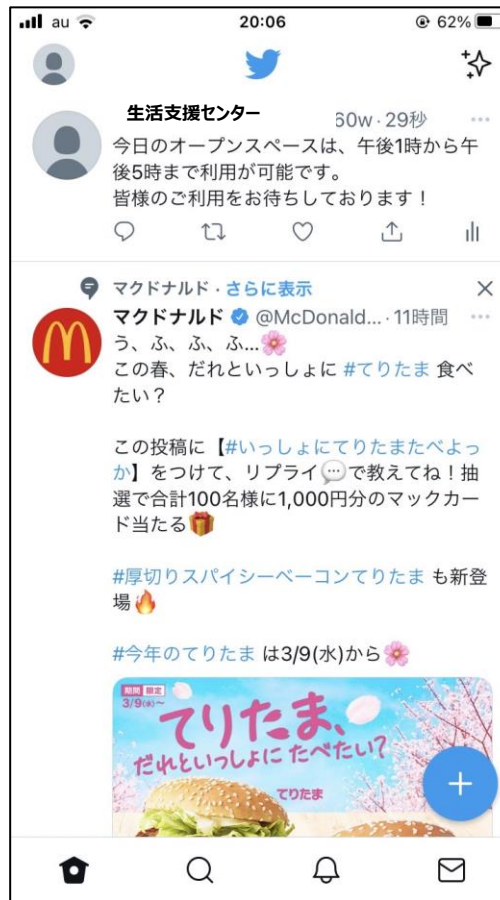 au 20:06 62%
生活支援センター
60w · 29秒
今日のオープンスペースは、午後1時から午
後5時まで利用が可能です。
皆様のご利用をお待ちしております！
マクドナルド · さらに表示
マクドナルド @McDonald... · 11時間
う、ふ、ふ、ふ...🌸
この春、だれといっしょに #てりたま 食べ
たい？
この投稿に【#いっしょにてりたまたべよっ
か】をつけて、リプライ💬で教えてね！抽
選で合計100名様に1,000円分のマックカー
ド当たる🎁
#厚切りスパイシーベーコンてりたま も新登
場🔥
#今年のてりたま は3/9(水)から🌸
期間 限定
3/9(水)～
てりたま、
だれといっしょに たべたい?
てりたま